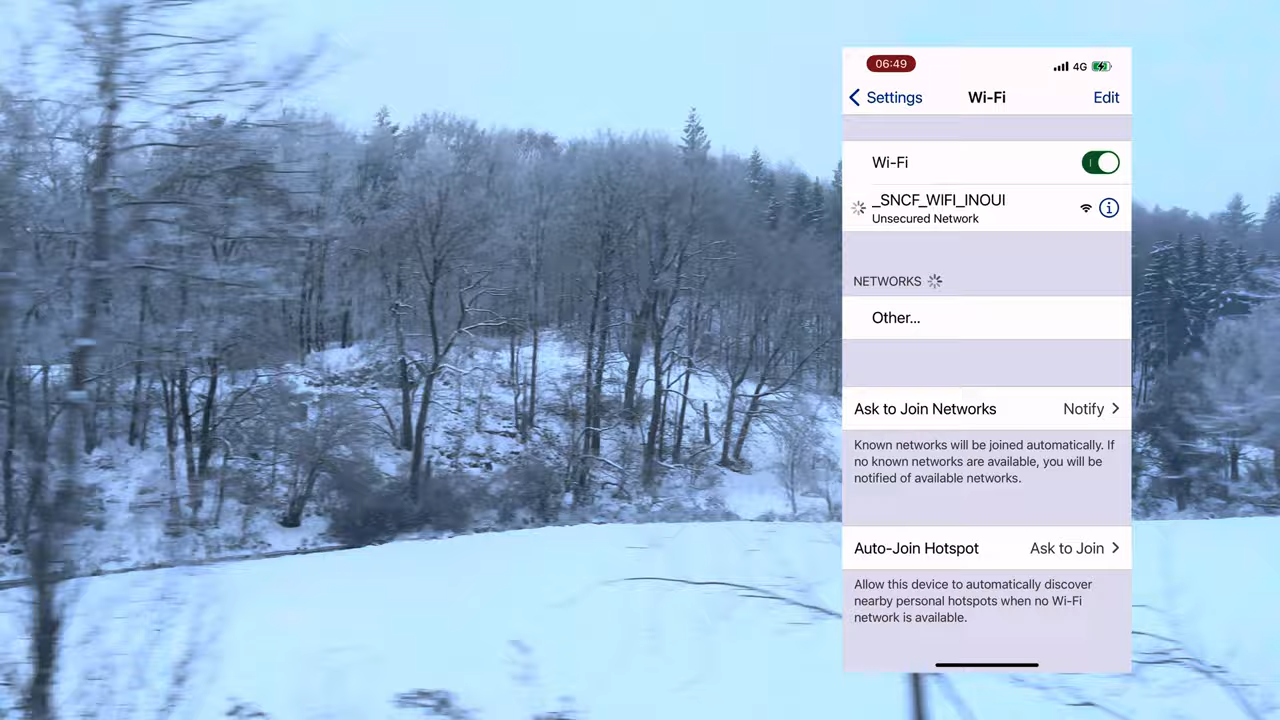 06:49 4G
Settings Wi-Fi Edit
Wi-Fi
_SNCF_WIFI_INOUI
Unsecured Network
NETWORKS
Other...
Ask to Join Networks Notify
Known networks will be joined automatically. If
no known networks are available, you will be
notified of available networks.
Auto-Join Hotspot Ask to Join
Allow this device to automatically discover
nearby personal hotspots when no Wi-Fi
network is available.